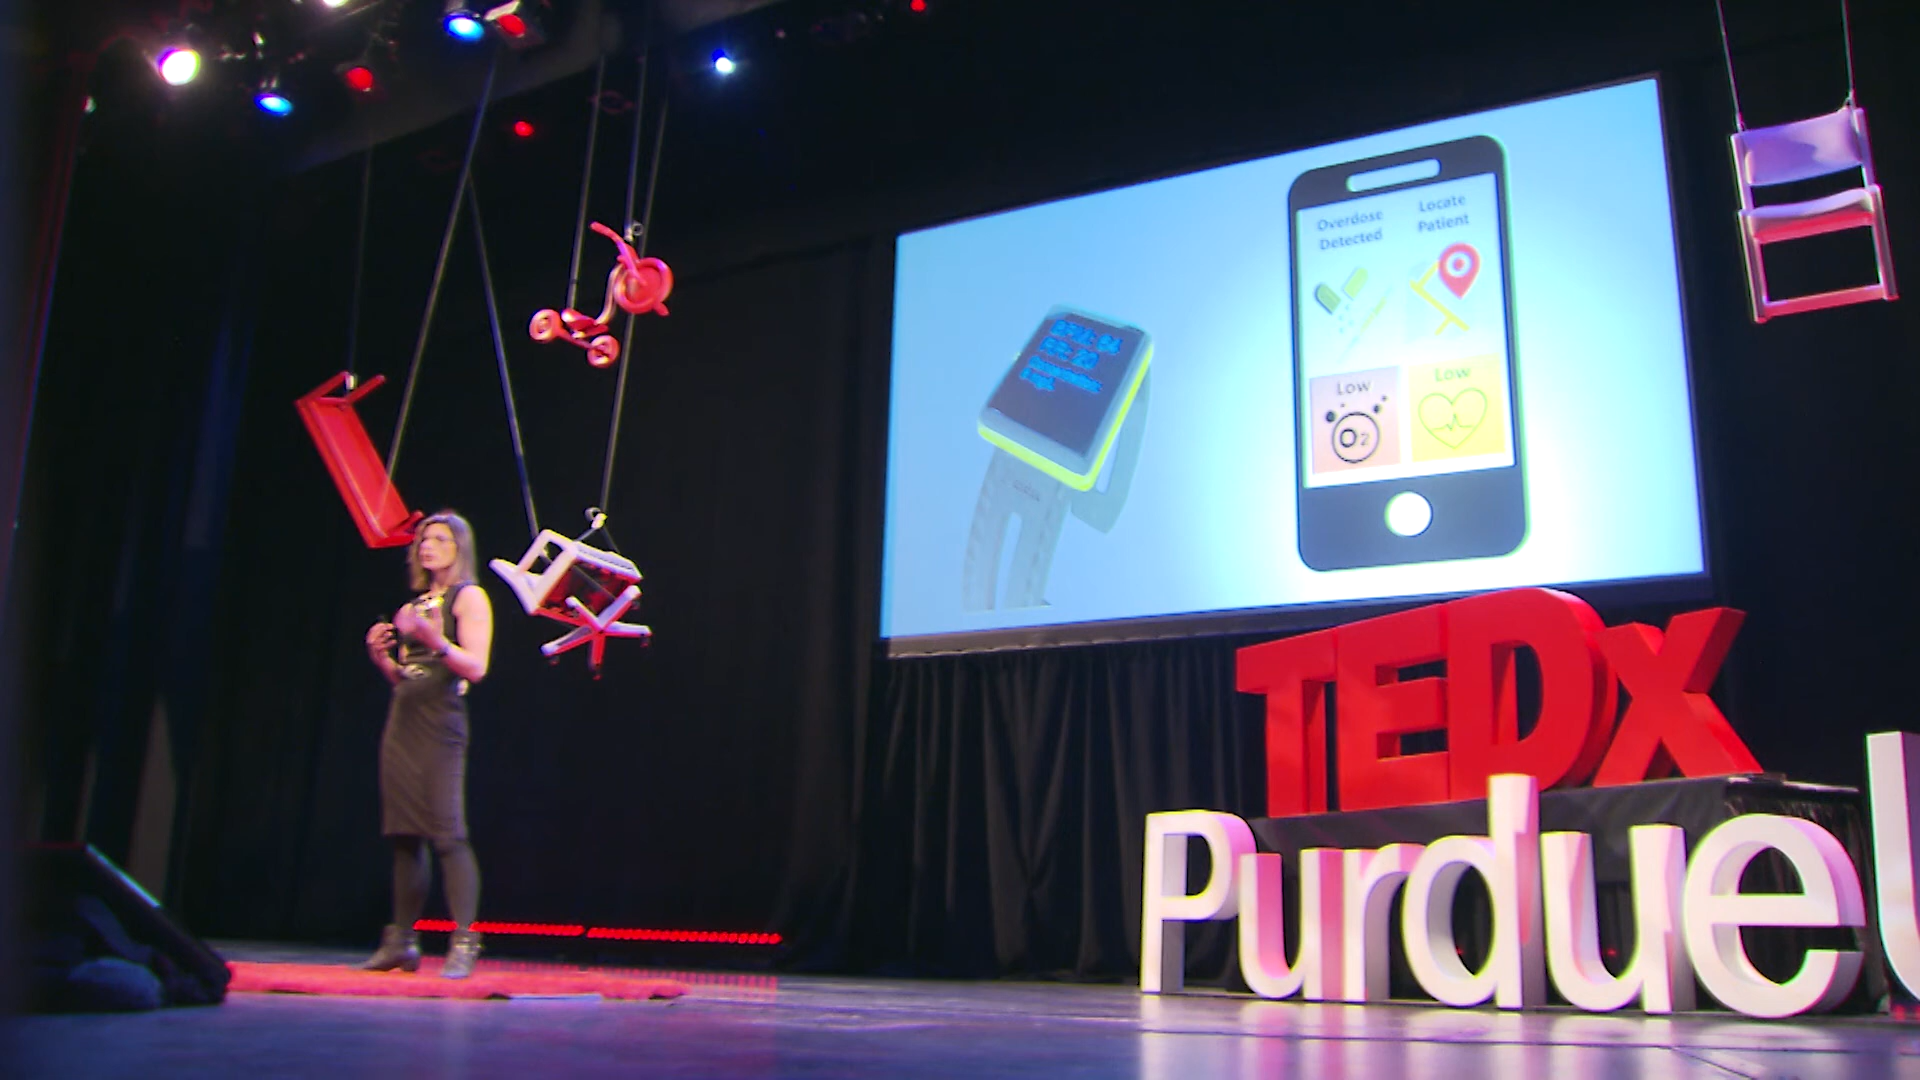 Overdose
Detected
Locate
Patient
Low
O2
Low
TEDx
Purdue U